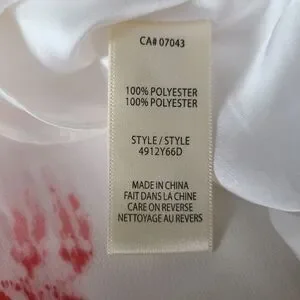 CA# 07043
100% POLYESTER
100% POLYESTER
STYLE / STYLE
4912Y66D
MADE IN CHINA
FAIT DANS LA CHINE
CARE ON REVERSE
NETTOYAGE AU REVERS